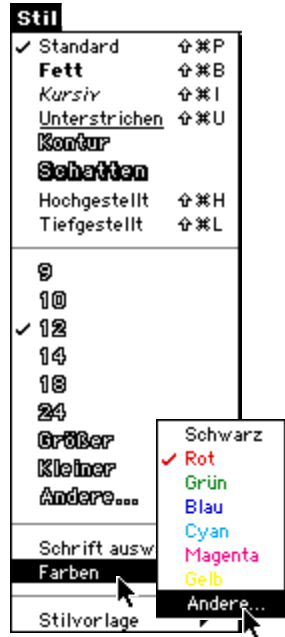 Stil
✓ Standard ⇧⌘P
Fett ⇧⌘B
Kursiv ⇧⌘I
Unterstrichen ⇧⌘U
Kontur
Schatten
Hochgestellt ⇧⌘H
Tiefgestellt ⇧⌘L
9
10
✓ 12
14
18
24
Größer
Kleiner
Andere...
Schrift ausw
Farben
Stilvorlage
Schwarz
✓ Rot
Grün
Blau
Cyan
Magenta
Gelb
Andere...